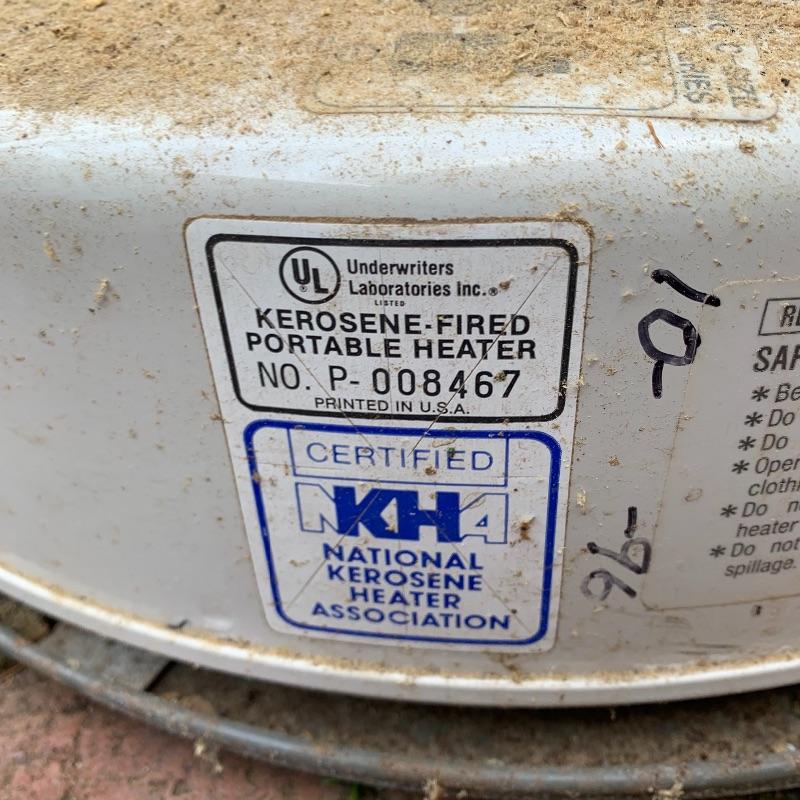 UL
®
Underwriters
Laboratories Inc.®
LISTED
KEROSENE-FIRED
PORTABLE HEATER
NO. P-008467
PRINTED IN U.S.A.
CERTIFIED
NKHA
NATIONAL
KEROSENE
HEATER
ASSOCIATION
-01
96-
SAF
* Be
* Do
* Do
* Oper
clothi
* Do n
heater
* Do not
spillage.